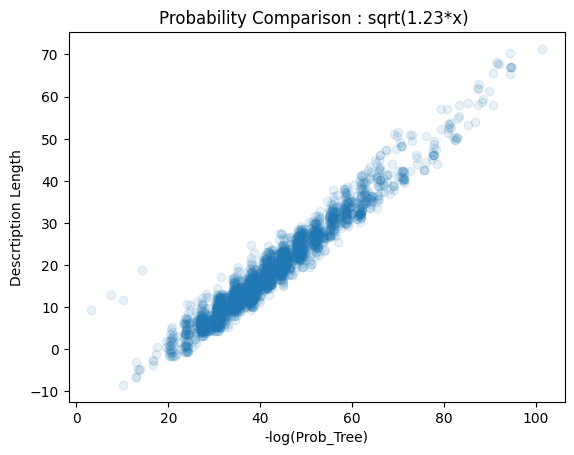 Probability Comparison : sqrt(1.23*x)
70
60
50
40
30
20
10
0
−10
Descrtiption Length
0 20 40 60 80 100
-log(Prob_Tree)